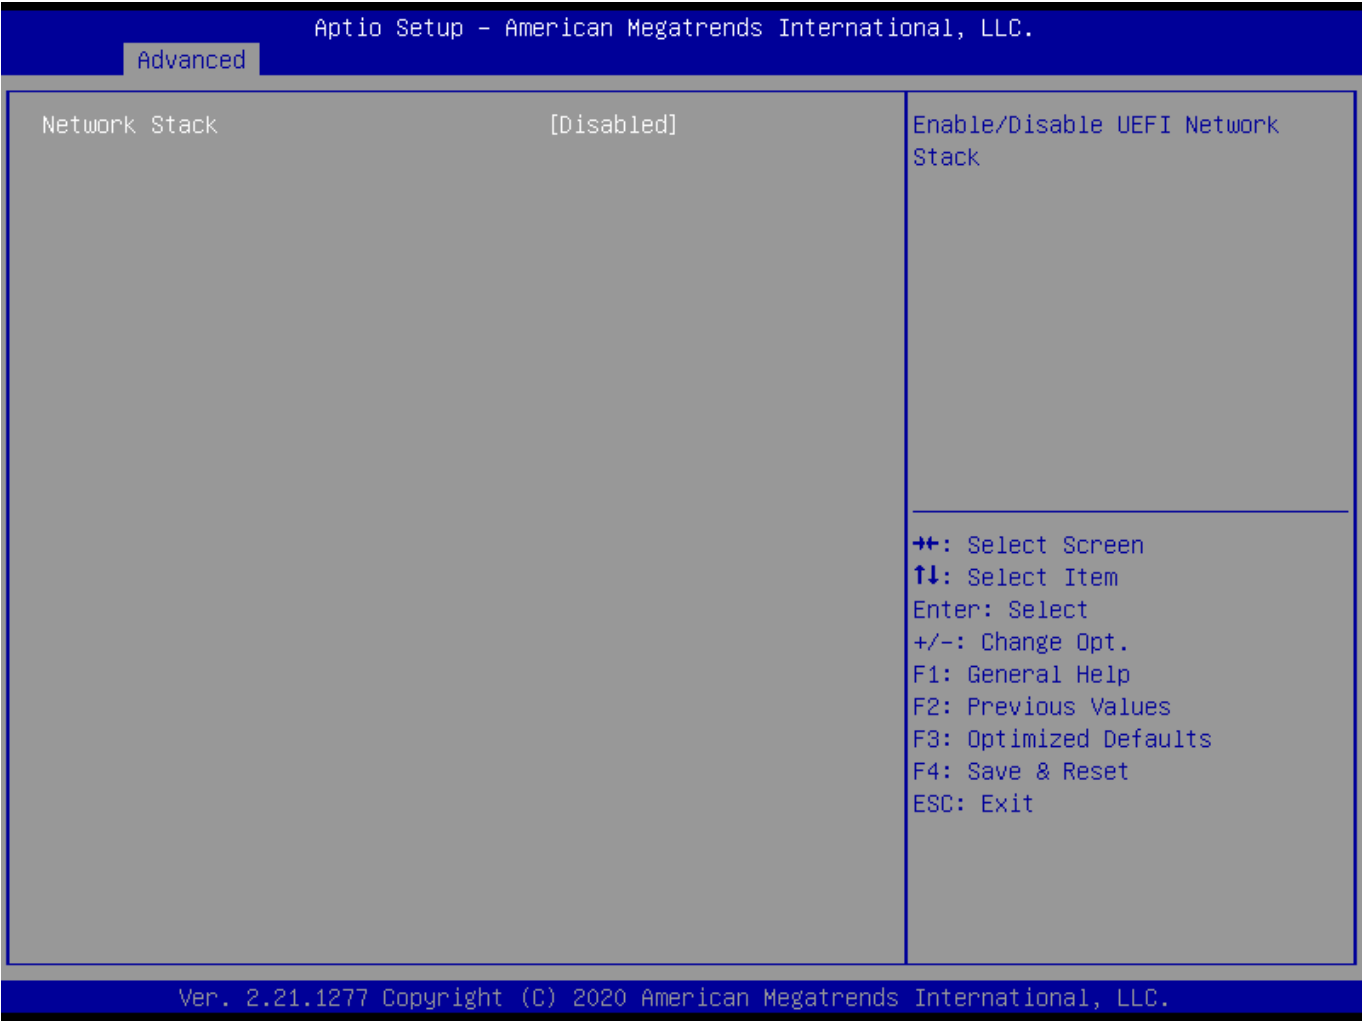 Aptio Setup – American Megatrends International, LLC.
Advanced
Network Stack [Disabled]
Enable/Disable UEFI Network
Stack
→←: Select Screen
↑↓: Select Item
Enter: Select
+/-: Change Opt.
F1: General Help
F2: Previous Values
F3: Optimized Defaults
F4: Save & Reset
ESC: Exit
Ver. 2.21.1277 Copyright (C) 2020 American Megatrends International, LLC.